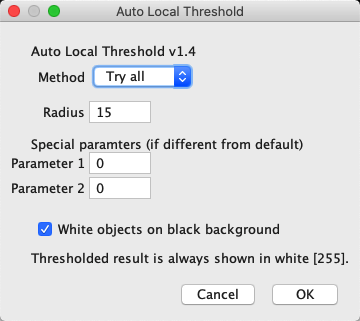 Auto Local Threshold
Auto Local Threshold v1.4
Method Try all
Radius 15
Special paramters (if different from default)
Parameter 1 0
Parameter 2 0
White objects on black background
Thresholded result is always shown in white [255].
Cancel OK